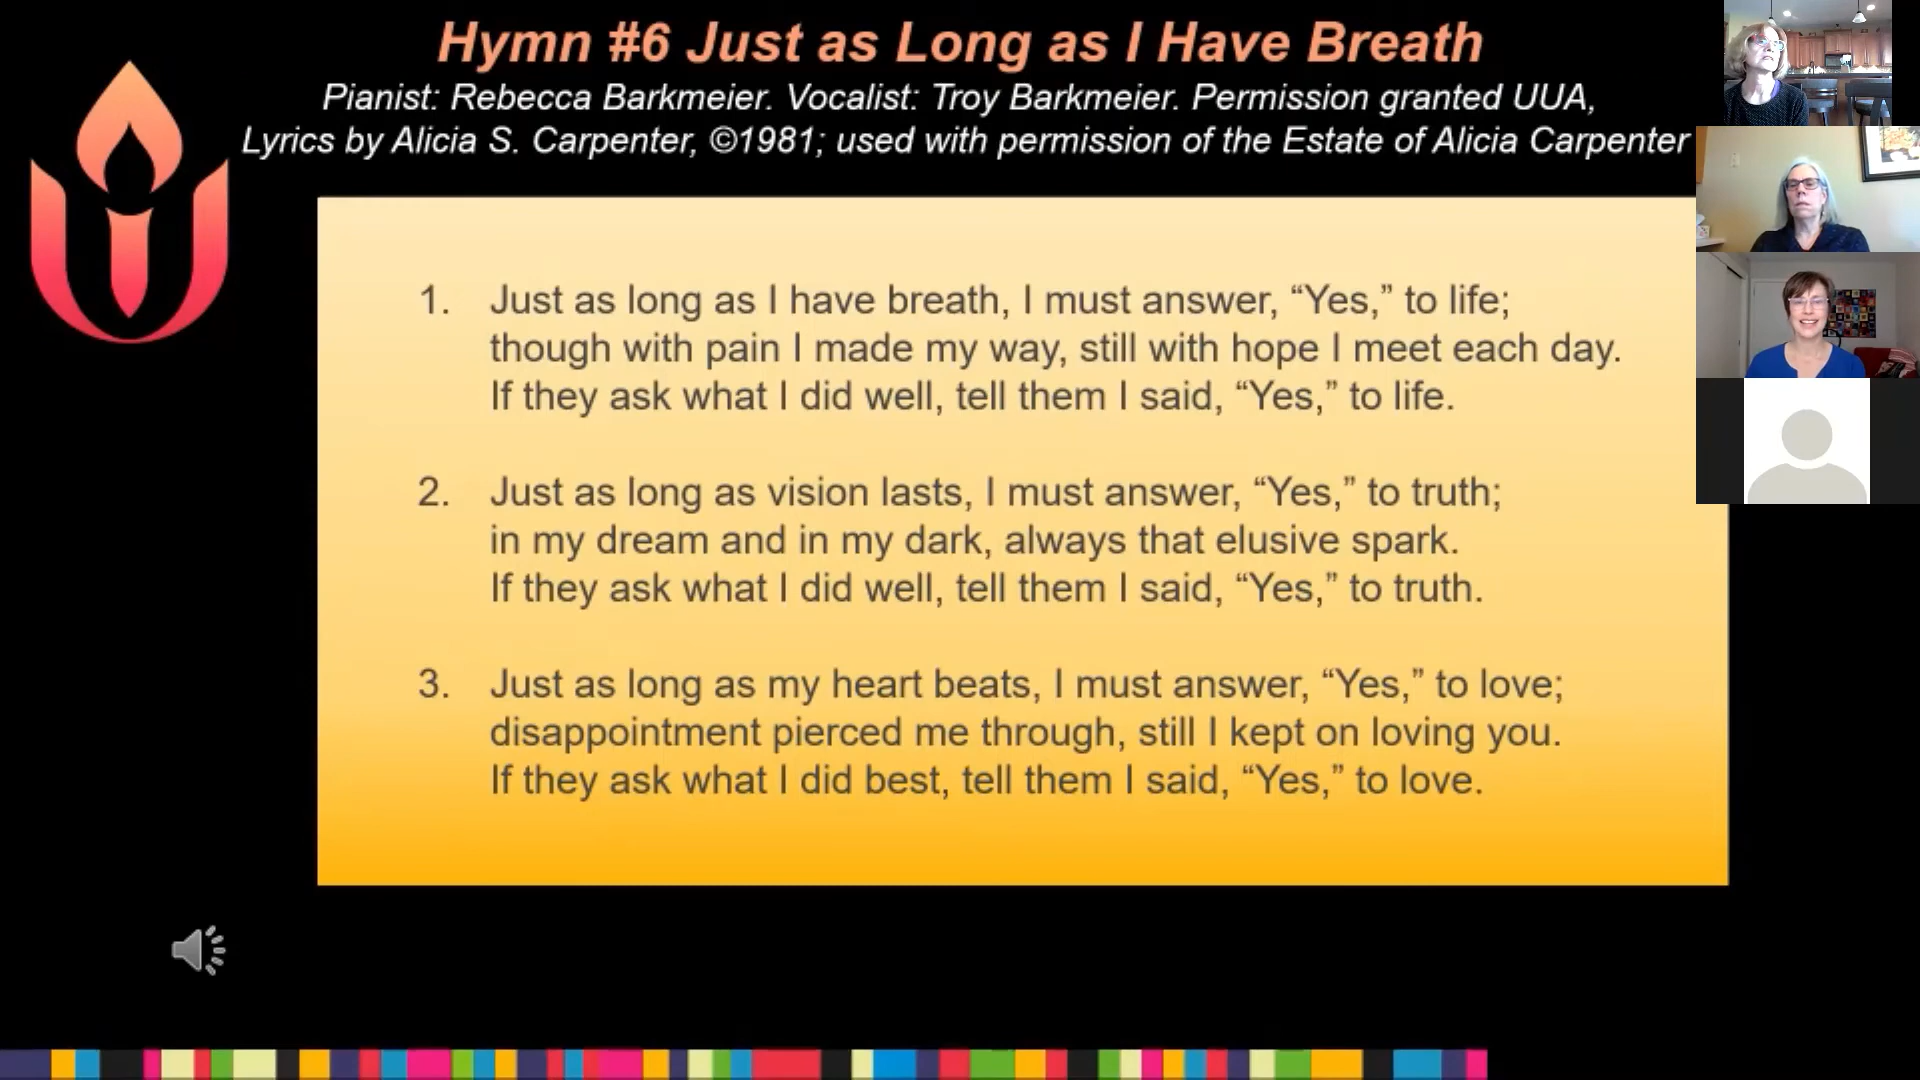 Hymn #6 Just as Long as I Have Breath
Pianist: Rebecca Barkmeier. Vocalist: Troy Barkmeier. Permission granted UUA,
Lyrics by Alicia S. Carpenter, ©1981; used with permission of the Estate of Alicia Carpenter
1. Just as long as I have breath, I must answer, “Yes,” to life;
though with pain I made my way, still with hope I meet each day.
If they ask what I did well, tell them I said, “Yes,” to life.
2. Just as long as vision lasts, I must answer, “Yes,” to truth;
in my dream and in my dark, always that elusive spark.
If they ask what I did well, tell them I said, “Yes,” to truth.
3. Just as long as my heart beats, I must answer, “Yes,” to love;
disappointment pierced me through, still I kept on loving you.
If they ask what I did best, tell them I said, “Yes,” to love.